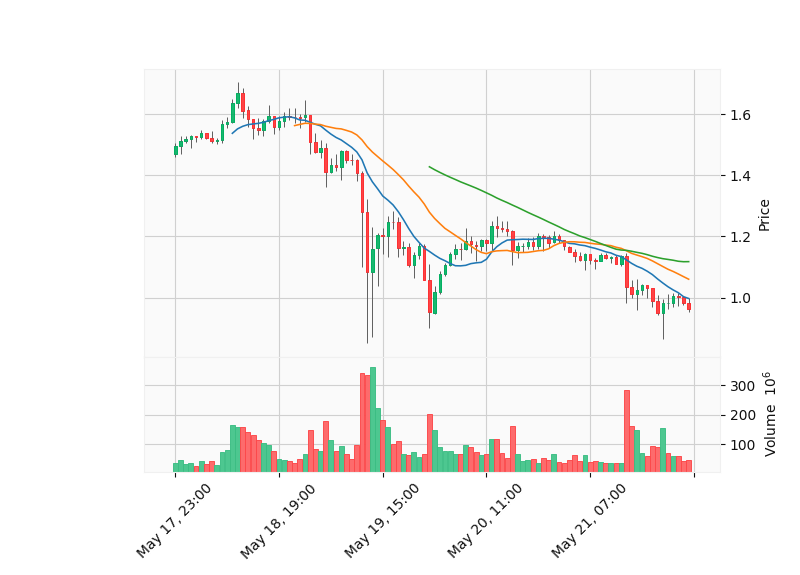 1.6
1.4
1.2
1.0
Price
300
200
100
Volume 10^6
May 17, 23:00
May 18, 19:00
May 19, 15:00
May 20, 11:00
May 21, 07:00